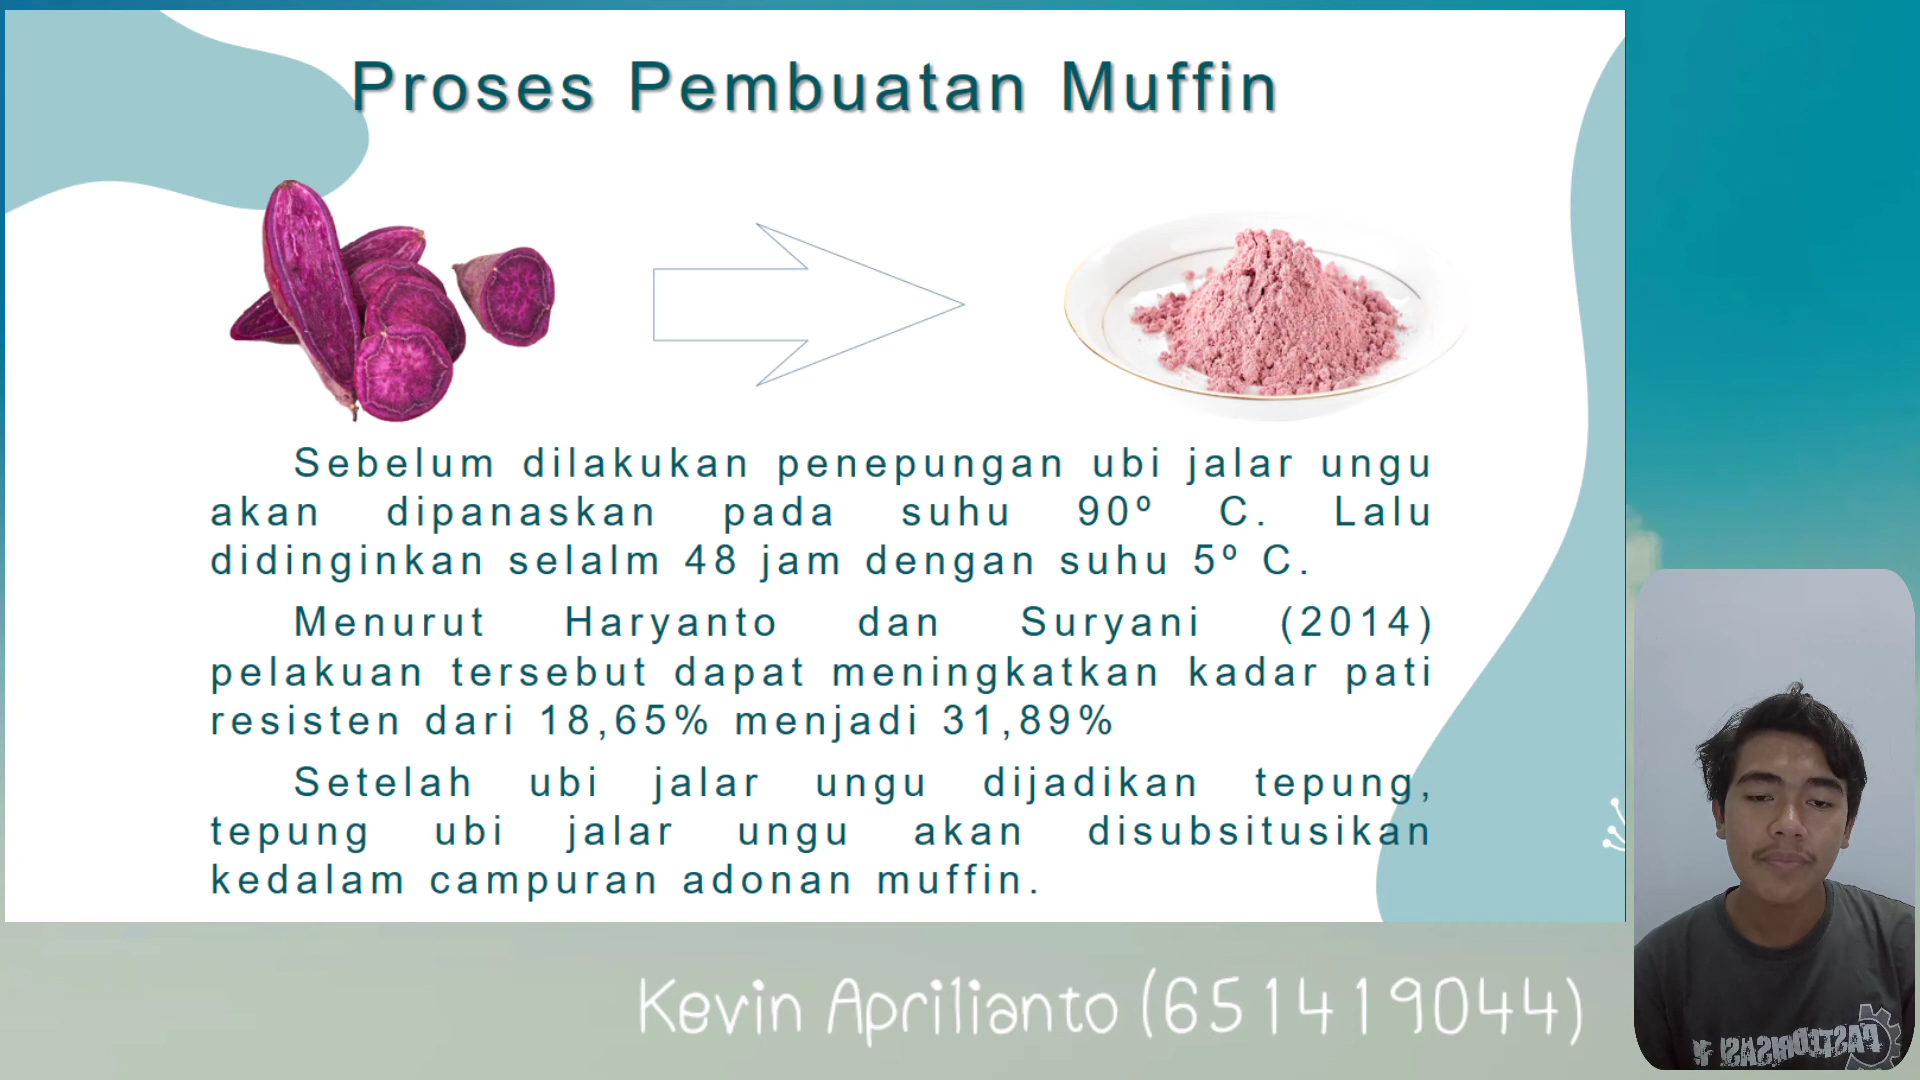 Proses Pembuatan Muffin
Sebelum dilakukan penepungan ubi jalar ungu
akan dipanaskan pada suhu 90º C. Lalu
didinginkan selalm 48 jam dengan suhu 5º C.
Menurut Haryanto dan Suryani (2014)
pelakuan tersebut dapat meningkatkan kadar pati
resisten dari 18,65% menjadi 31,89%
Setelah ubi jalar ungu dijadikan tepung,
tepung ubi jalar ungu akan disubsitusikan
kedalam campuran adonan muffin.
Kevin Aprilianto (651419044)